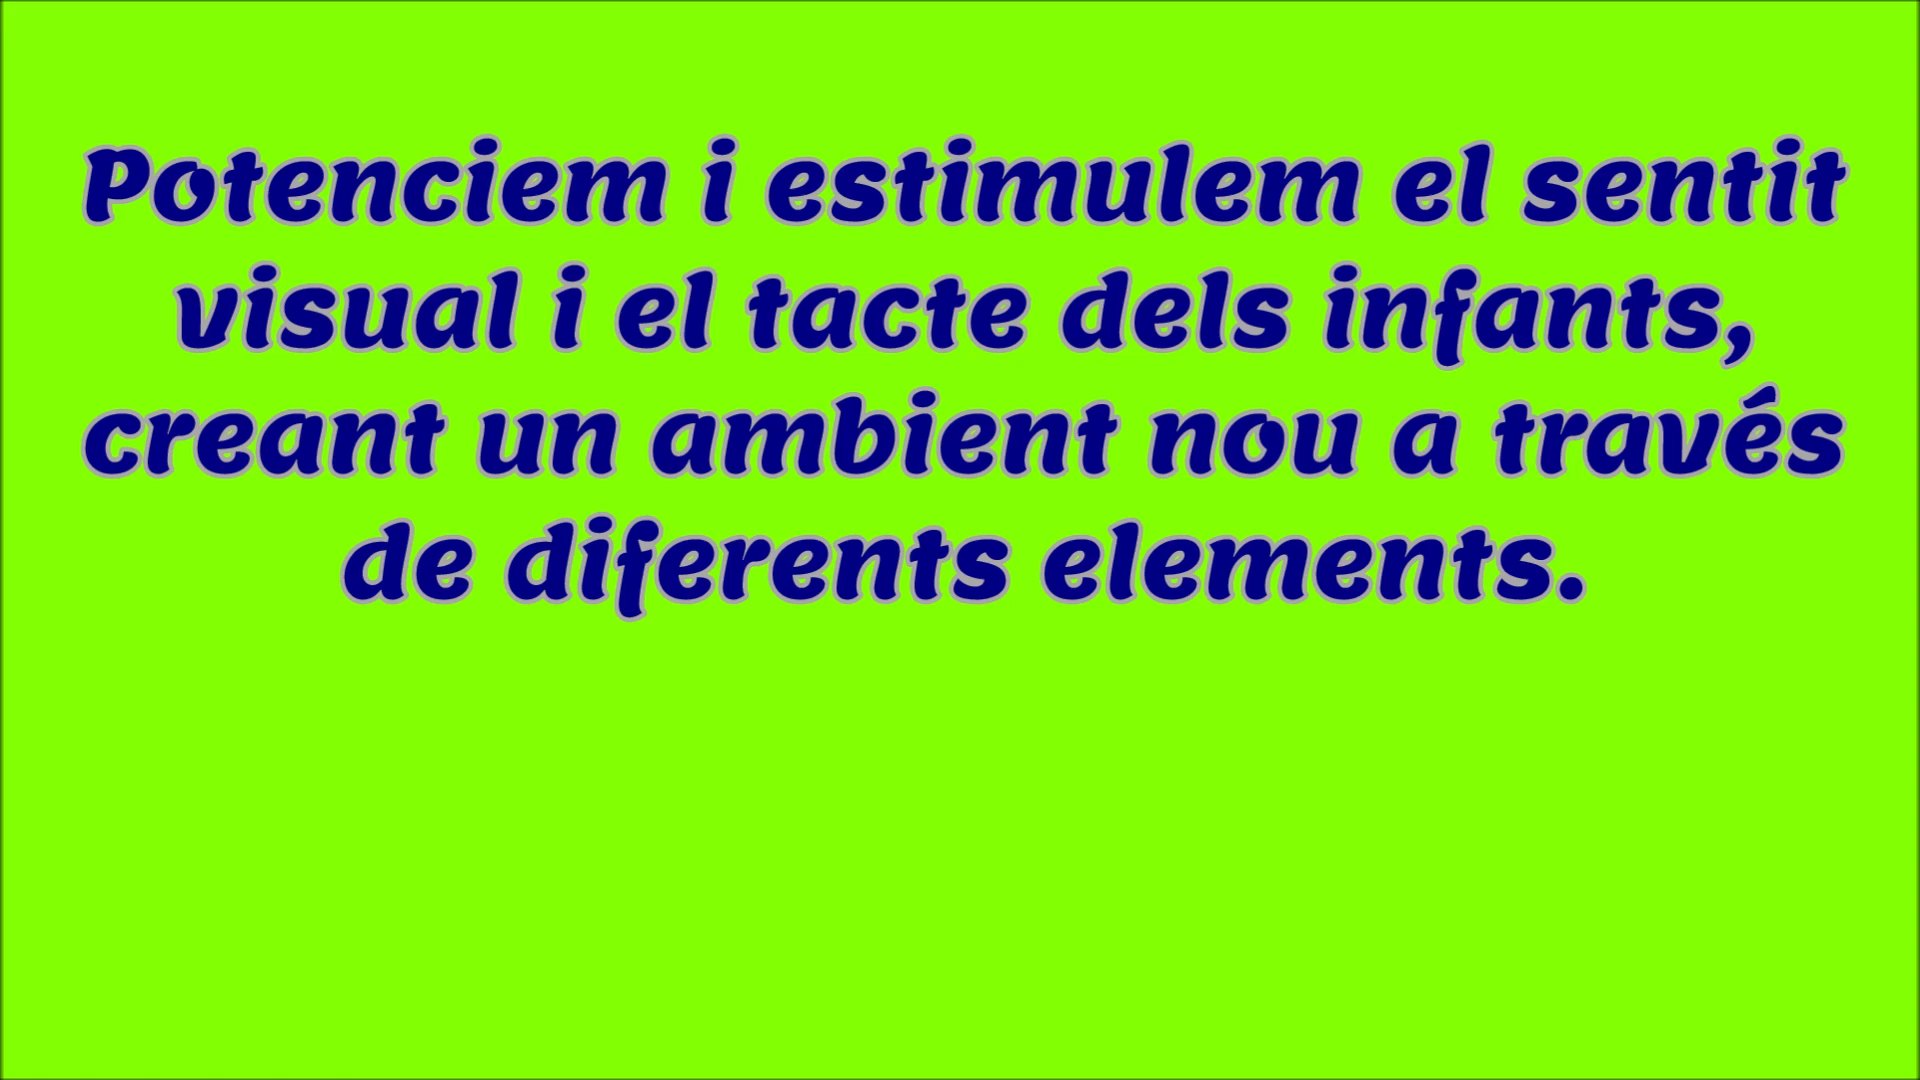 Potenciem i estimulem el sentit
visual i el tacte dels infants,
creant un ambient nou a través
de diferents elements.